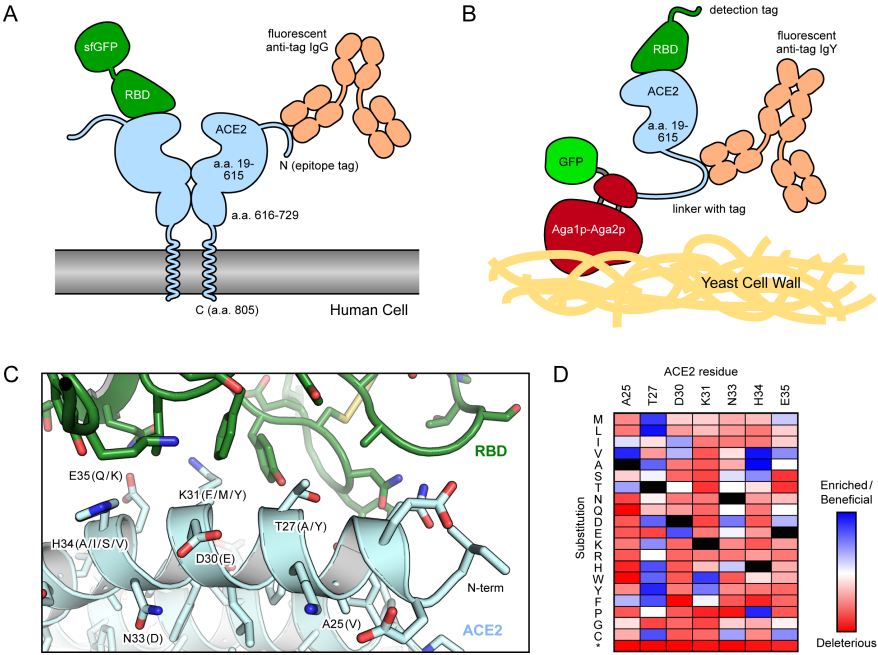 A
sfGFP
RBD
fluorescent
anti-tag IgG
ACE2
a.a. 19-
615
N (epitope tag)
a.a. 616-729
C (a.a. 805)
Human Cell
B
detection tag
RBD
fluorescent
anti-tag IgY
ACE2
a.a. 19-
615
GFP
linker with tag
Aga1p-Aga2p
Yeast Cell Wall
C
RBD
E35(Q/K)
K31(F/M/Y)
T27(A/Y)
H34(A/I/S/V)
D30(E)
N-term
A25(V)
N33(D)
ACE2
D
ACE2 residue
A25
T27
D30
K31
N33
H34
E35
Substitution
M
L
I
V
A
S
T
N
Q
D
E
K
R
H
W
Y
F
P
G
C
*
Enriched/
Beneficial
Deleterious